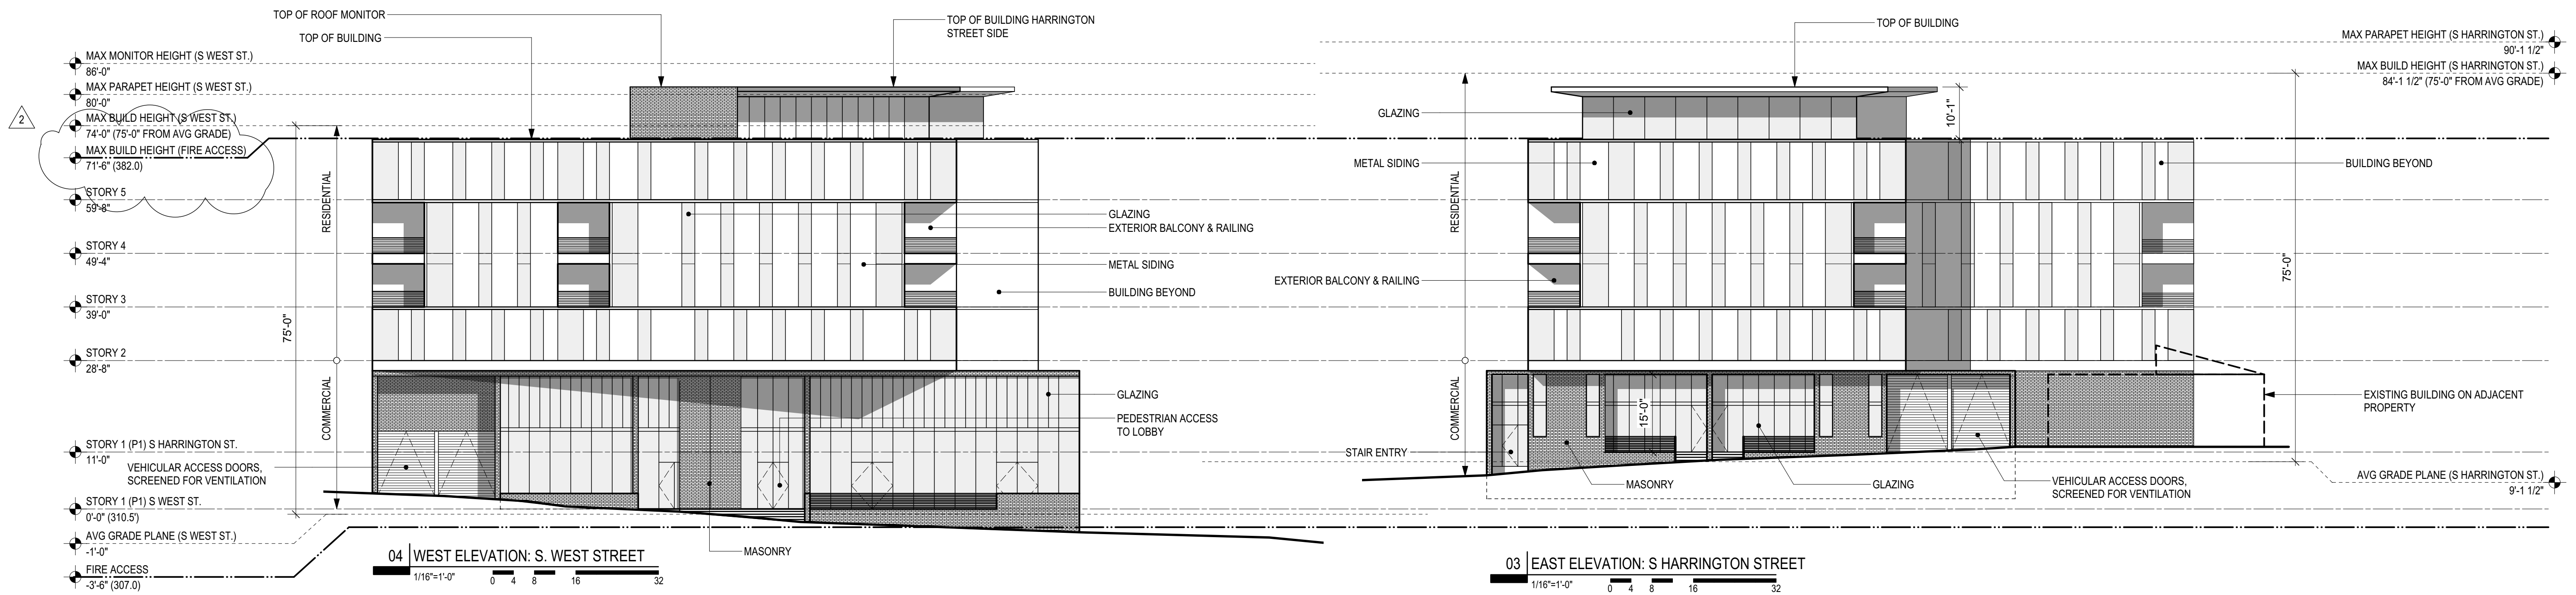 TOP OF ROOF MONITOR
TOP OF BUILDING
TOP OF BUILDING HARRINGTON
STREET SIDE
MAX MONITOR HEIGHT (S WEST ST.)
86'-0"
MAX PARAPET HEIGHT (S WEST ST.)
80'-0"
2
MAX BUILD HEIGHT (S WEST ST.)
74'-0" (75'-0" FROM AVG GRADE)
MAX BUILD HEIGHT (FIRE ACCESS)
71'-6" (382.0)
STORY 5
59'-8"
STORY 4
49'-4"
STORY 3
39'-0"
STORY 2
28'-8"
STORY 1 (P1) S HARRINGTON ST.
11'-0"
VEHICULAR ACCESS DOORS,
SCREENED FOR VENTILATION
STORY 1 (P1) S WEST ST.
0'-0" (310.5')
AVG GRADE PLANE (S WEST ST.)
-1'-0"
FIRE ACCESS
-3'-6" (307.0)
75'-0"
RESIDENTIAL
COMMERCIAL
GLAZING
EXTERIOR BALCONY & RAILING
METAL SIDING
BUILDING BEYOND
GLAZING
PEDESTRIAN ACCESS
TO LOBBY
MASONRY
04 WEST ELEVATION: S. WEST STREET
1/16"=1'-0"
0 4 8 16 32
TOP OF BUILDING
MAX PARAPET HEIGHT (S HARRINGTON ST.)
90'-1 1/2"
MAX BUILD HEIGHT (S HARRINGTON ST.)
84'-1 1/2" (75'-0" FROM AVG GRADE)
GLAZING
10'-1"
METAL SIDING
BUILDING BEYOND
RESIDENTIAL
EXTERIOR BALCONY & RAILING
75'-0"
COMMERCIAL
15'-0"
EXISTING BUILDING ON ADJACENT
PROPERTY
STAIR ENTRY
MASONRY
GLAZING
VEHICULAR ACCESS DOORS,
SCREENED FOR VENTILATION
AVG GRADE PLANE (S HARRINGTON ST.)
9'-1 1/2"
03 EAST ELEVATION: S HARRINGTON STREET
1/16"=1'-0"
0 4 8 16 32